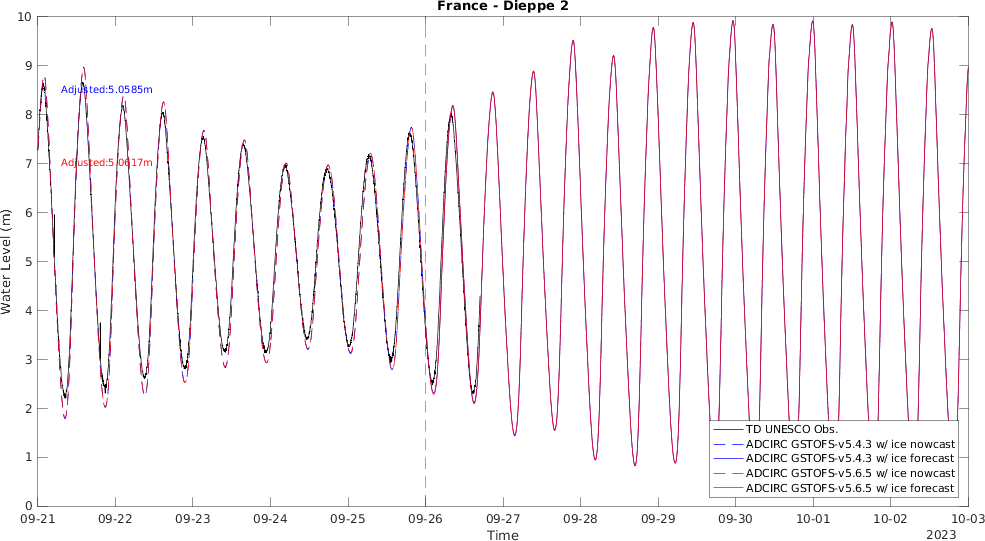 France - Dieppe 2
10
9
8
7
6
5
4
3
2
1
0
Water Level (m)
Adjusted:5.0585m
Adjusted:5.0617m
TD UNESCO Obs.
ADCIRC GSTOFS-v5.4.3 w/ ice nowcast
ADCIRC GSTOFS-v5.4.3 w/ ice forecast
ADCIRC GSTOFS-v5.6.5 w/ ice nowcast
ADCIRC GSTOFS-v5.6.5 w/ ice forecast
09-21 09-22 09-23 09-24 09-25 09-26 09-27 09-28 09-29 09-30 10-01 10-02 10-03
Time
2023